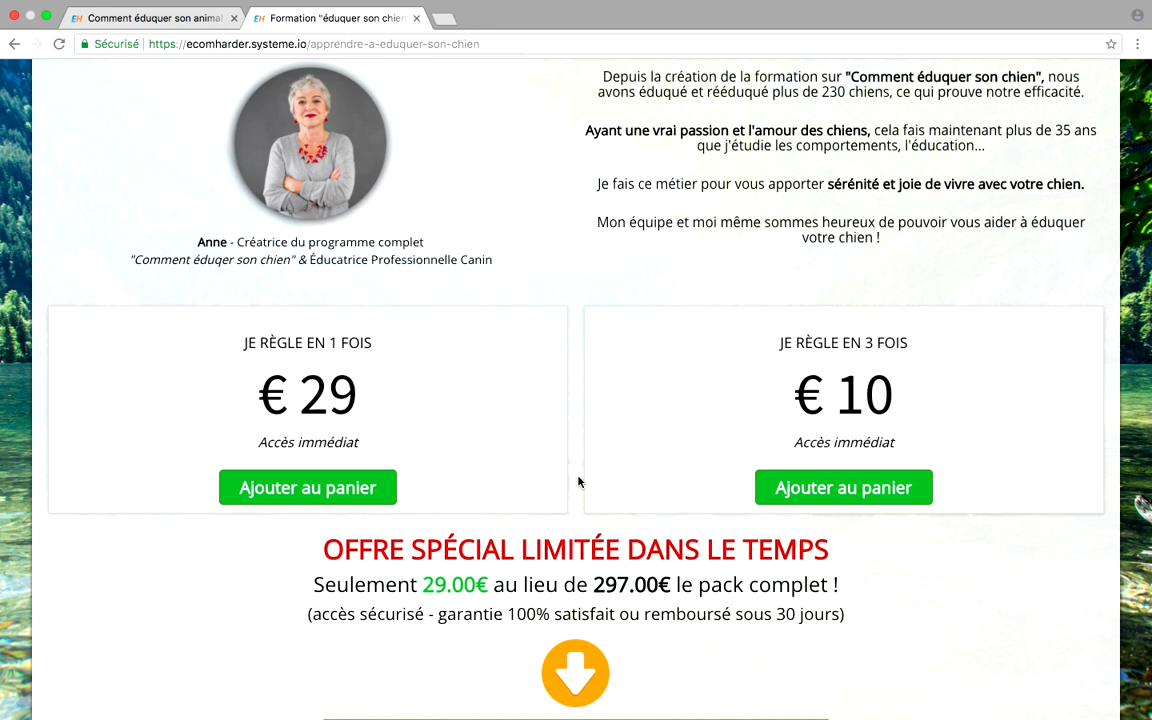 Comment éduquer son animal
Formation "éduquer son chien
Sécurisé
https://ecomharder.systeme.io/apprendre-a-eduquer-son-chien
Anne - Créatrice du programme complet
"Comment éduqer son chien" & Éducatrice Professionnelle Canin
Depuis la création de la formation sur "Comment éduquer son chien", nous
avons éduqué et rééduqué plus de 230 chiens, ce qui prouve notre efficacité.
Ayant une vrai passion et l'amour des chiens, cela fais maintenant plus de 35 ans
que j'étudie les comportements, l'éducation...
Je fais ce métier pour vous apporter sérénité et joie de vivre avec votre chien.
Mon équipe et moi même sommes heureux de pouvoir vous aider à éduquer
votre chien !
JE RÈGLE EN 1 FOIS
€ 29
Accès immédiat
Ajouter au panier
JE RÈGLE EN 3 FOIS
€ 10
Accès immédiat
Ajouter au panier
OFFRE SPÉCIAL LIMITÉE DANS LE TEMPS
Seulement 29.00€ au lieu de 297.00€ le pack complet !
(accès sécurisé - garantie 100% satisfait ou remboursé sous 30 jours)